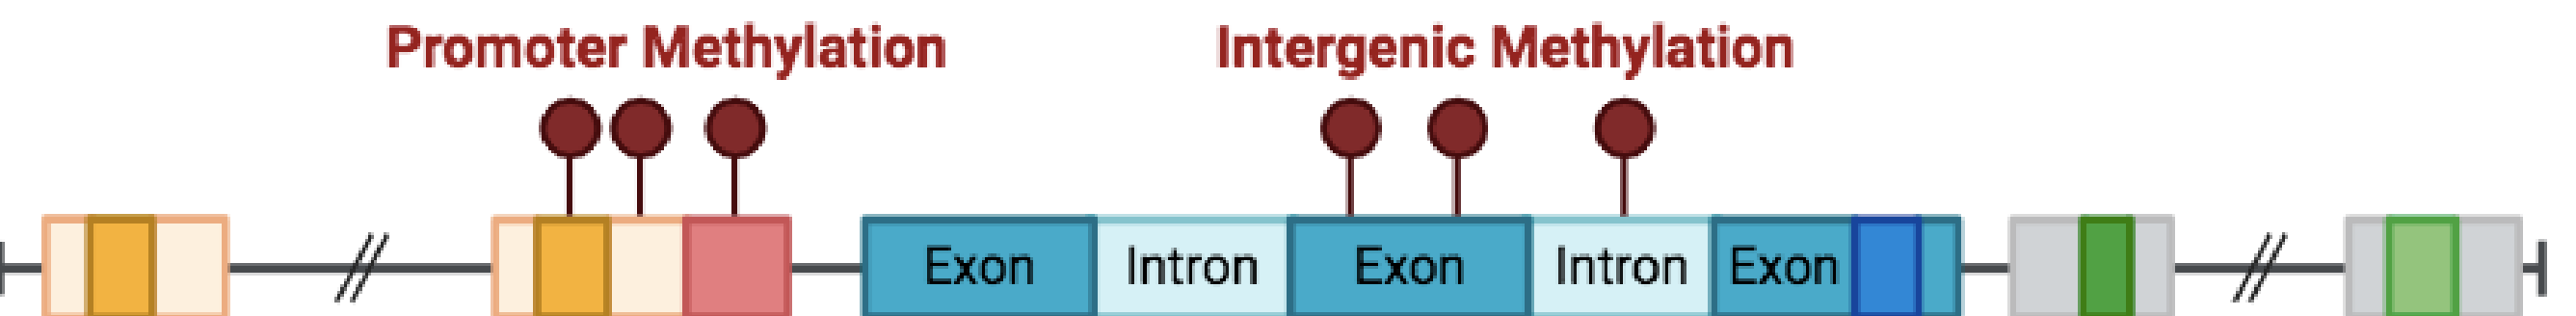 Promoter Methylation
Intergenic Methylation
Exon
Intron
Exon
Intron
Exon